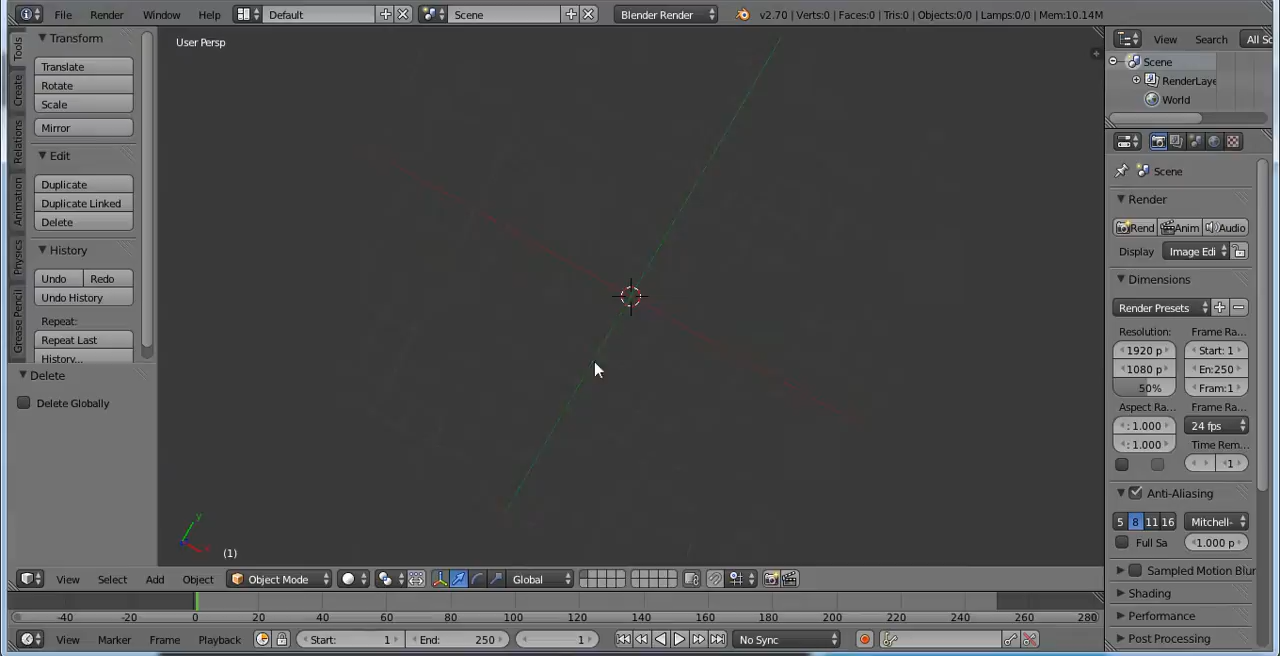 File Render Window Help Default Scene Blender Render v2.70 | Verts:0 | Faces:0 | Tris:0 | Objects:0/0 | Lamps:0/0 | Mem:10.14M
Tools
Create
Relations
Animation
Physics
Grease Pencil
Transform
Translate
Rotate
Scale
Mirror
Edit
Duplicate
Duplicate Linked
Delete
History
Undo Redo
Undo History
Repeat:
Repeat Last
History...
Delete
Delete Globally
User Persp
y
x
(1)
View Select Add Object Object Mode Global
-40 -20 0 20 40 60 80 100 120 140 160 180 200 220 240 260 280
View Marker Frame Playback Start: 1 End: 250 1 No Sync
View Search All Sc
Scene
RenderLaye
World
Scene
Render
Rend Anim Audio
Display Image Edi
Dimensions
Render Presets
Resolution: Frame Ra...
1920 p Start: 1
1080 p En:250
50% Fram:1
Aspect Ra... Frame Ra...
: 1.000 24 fps
: 1.000 Time Rem...
1
Anti-Aliasing
5 8 11 16 Mitchell-
Full Sa 1.000 p
Sampled Motion Blur
Shading
Performance
Post Processing